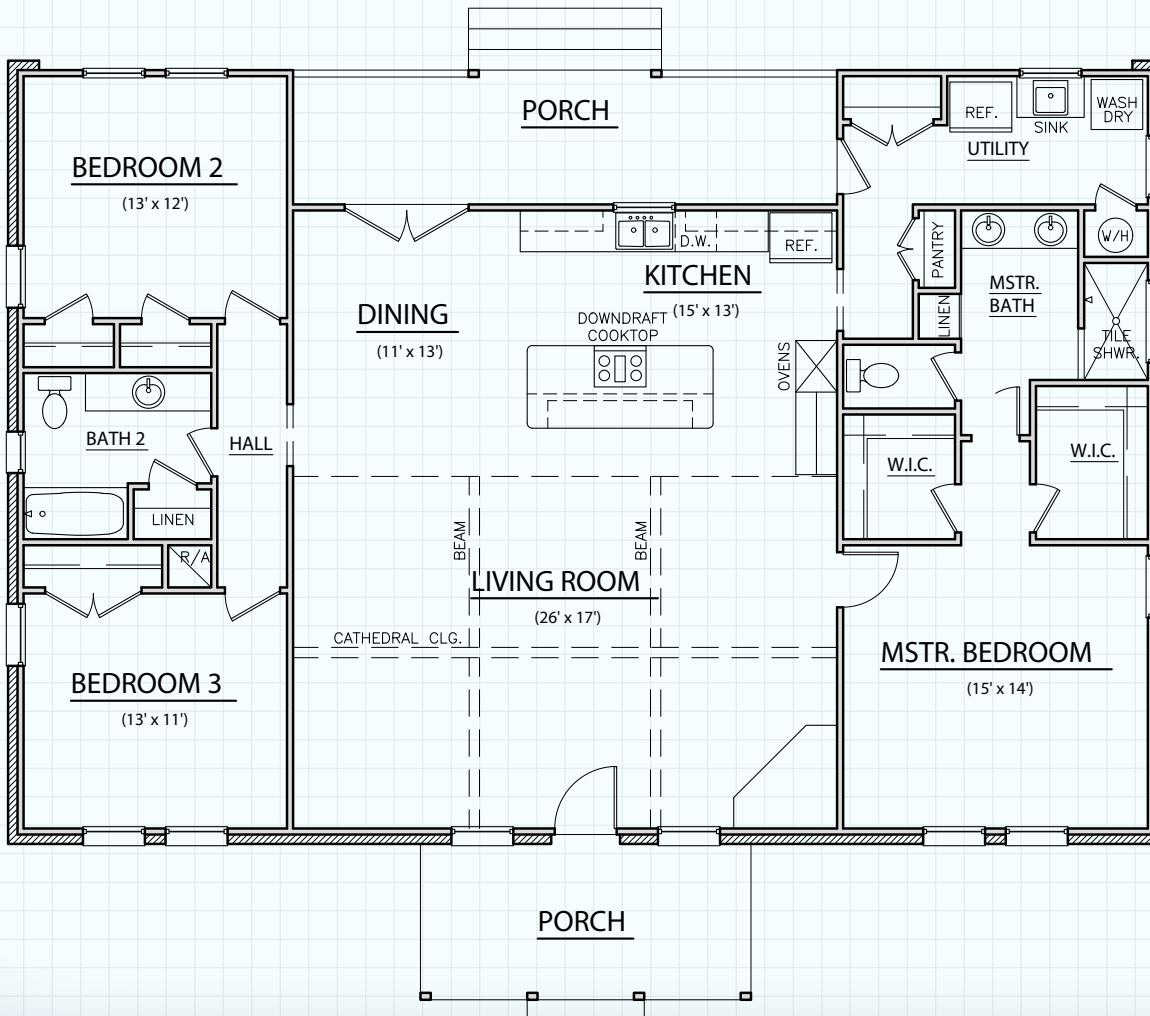 PORCH
BEDROOM 2
(13' x 12')
REF.
SINK
WASH
DRY
UTILITY
D.W.
REF.
PANTRY
W/H
KITCHEN
(15' x 13')
MSTR.
BATH
DINING
(11' x 13')
DOWNDRAFT
COOKTOP
LINEN
TILE
SHWR.
OVENS
BATH 2
HALL
W.I.C.
W.I.C.
LINEN
BEAM
BEAM
R/A
LIVING ROOM
(26' x 17')
CATHEDRAL CLG.
MSTR. BEDROOM
(15' x 14')
BEDROOM 3
(13' x 11')
PORCH